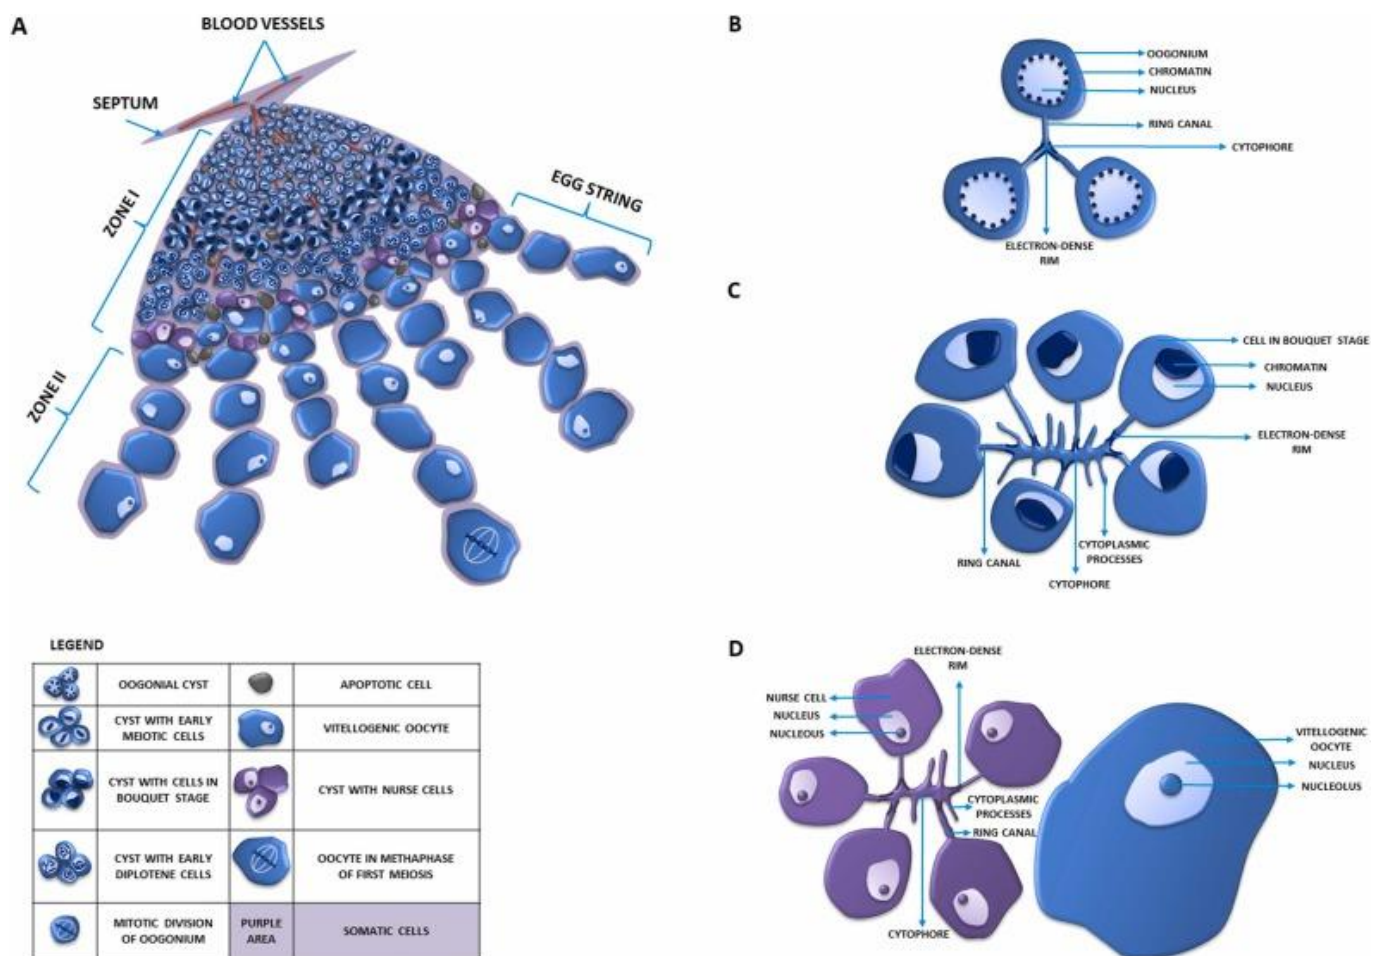 A
BLOOD VESSELS
SEPTUM
ZONE I
EGG STRING
ZONE II
LEGEND
OOGONIAL CYST
APOPTOTIC CELL
CYST WITH EARLY
MEIOTIC CELLS
VITELLOGENIC OOCYTE
CYST WITH CELLS IN
BOUQUET STAGE
CYST WITH NURSE CELLS
CYST WITH EARLY
DIPLOTENE CELLS
OOCYTE IN METHAPHASE
OF FIRST MEIOSIS
MITOTIC DIVISION
OF OOGONIUM
PURPLE
AREA
SOMATIC CELLS
B
OOGONIUM
CHROMATIN
NUCLEUS
RING CANAL
CYTOPHORE
ELECTRON-DENSE
RIM
C
CELL IN BOUQUET STAGE
CHROMATIN
NUCLEUS
ELECTRON-DENSE
RIM
CYTOPLASMIC
PROCESSES
RING CANAL
CYTOPHORE
D
ELECTRON-DENSE
RIM
NURSE CELL
NUCLEUS
NUCLEOUS
VITELLOGENIC
OOCYTE
NUCLEUS
NUCLEOLUS
CYTOPLASMIC
PROCESSES
RING CANAL
CYTOPHORE